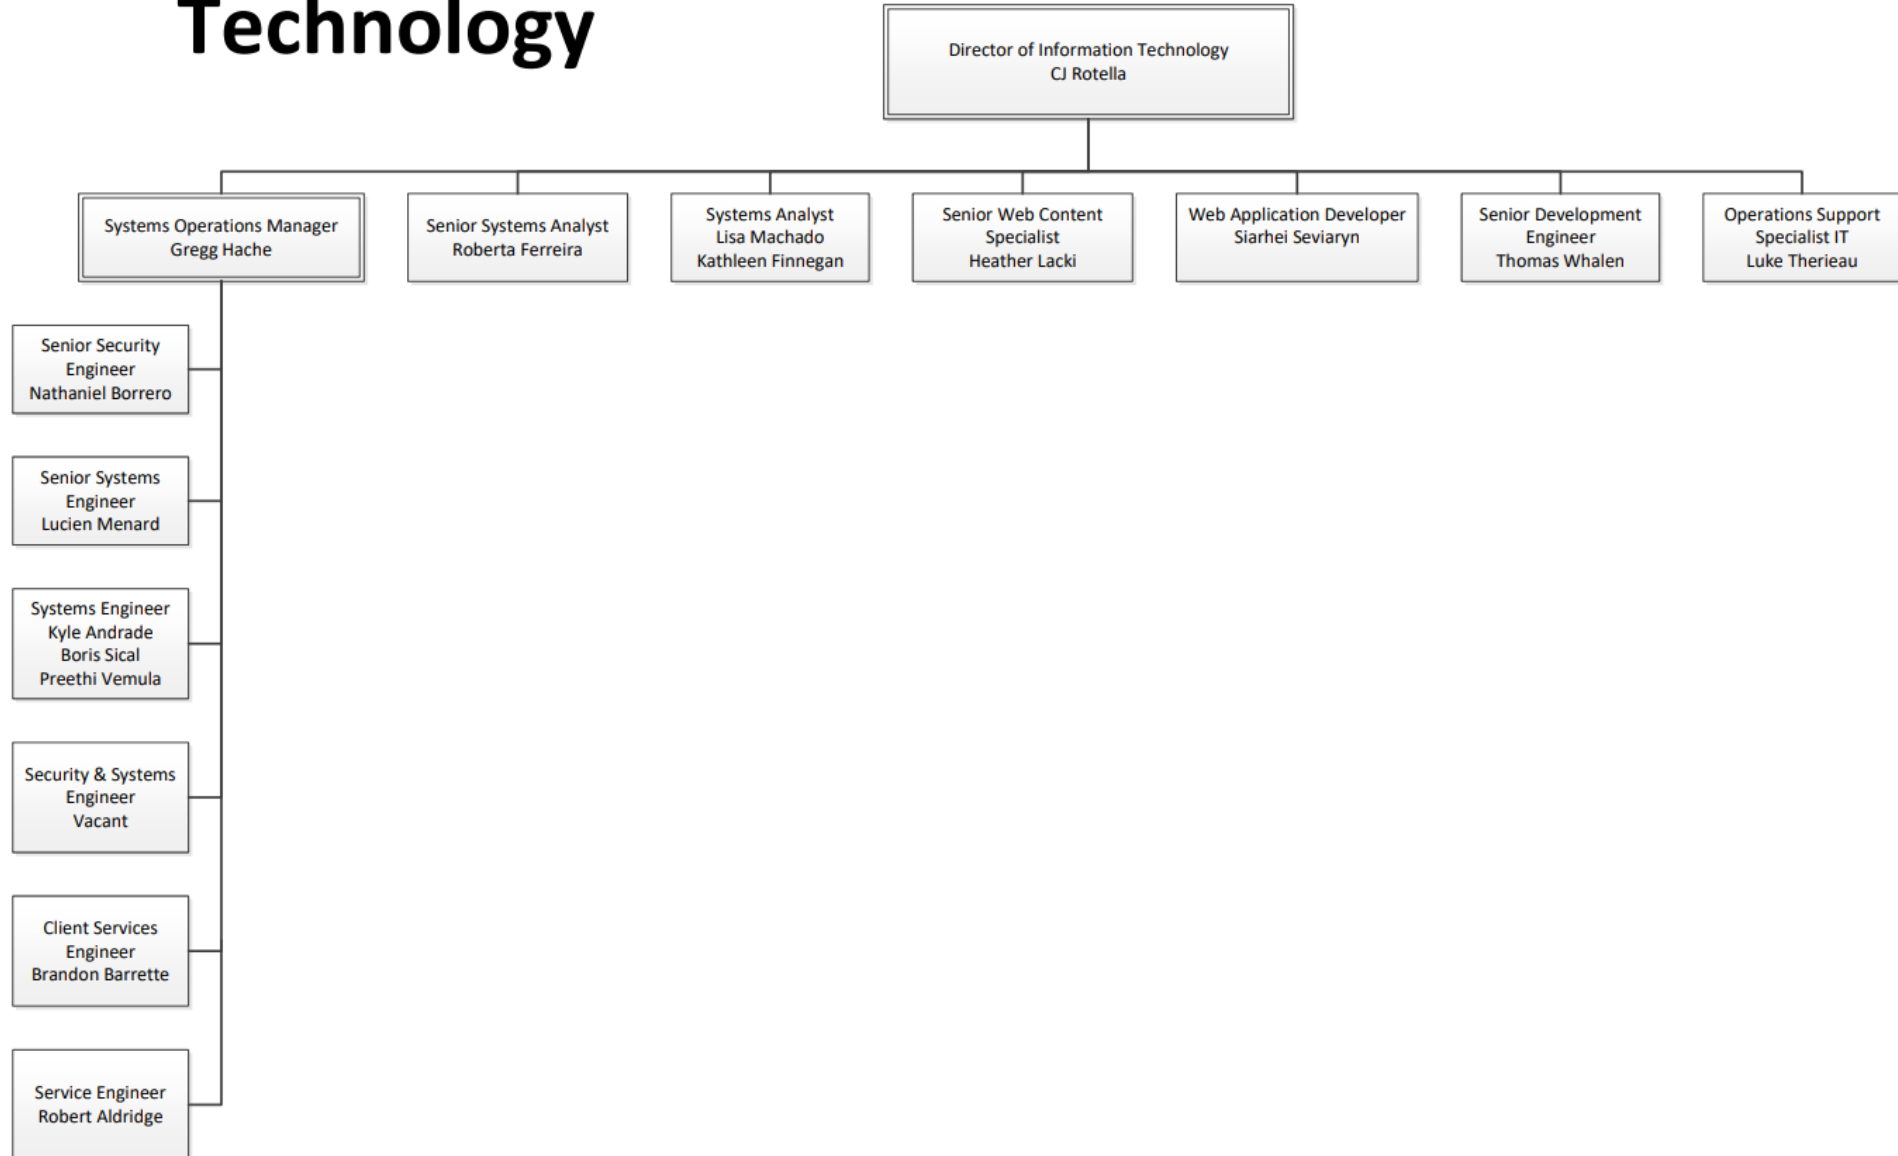 Technology
Director of Information Technology
CJ Rotella
Systems Operations Manager
Gregg Hache
Senior Systems Analyst
Roberta Ferreira
Systems Analyst
Lisa Machado
Kathleen Finnegan
Senior Web Content
Specialist
Heather Lacki
Web Application Developer
Siarhei Seviaryn
Senior Development
Engineer
Thomas Whalen
Operations Support
Specialist IT
Luke Therieau
Senior Security
Engineer
Nathaniel Borrero
Senior Systems
Engineer
Lucien Menard
Systems Engineer
Kyle Andrade
Boris Sical
Preethi Vemula
Security & Systems
Engineer
Vacant
Client Services
Engineer
Brandon Barrette
Service Engineer
Robert Aldridge